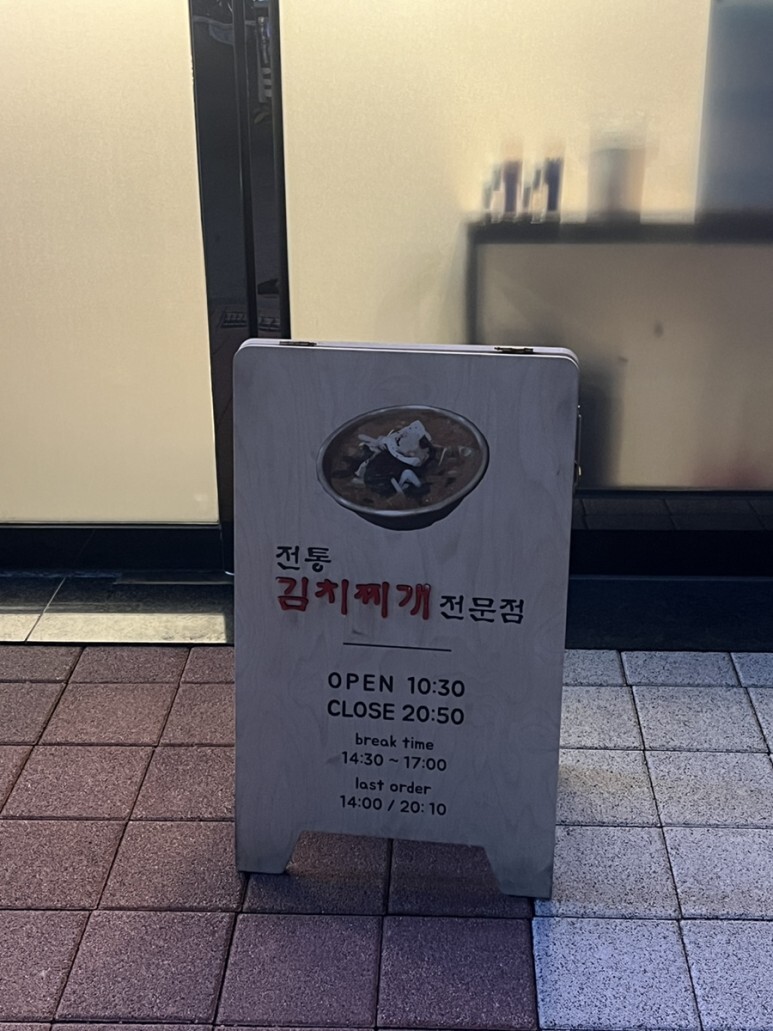 전통
김치찌개 전문점
OPEN 10:30
CLOSE 20:50
break time
14:30 ~ 17:00
last order
14:00 / 20:10